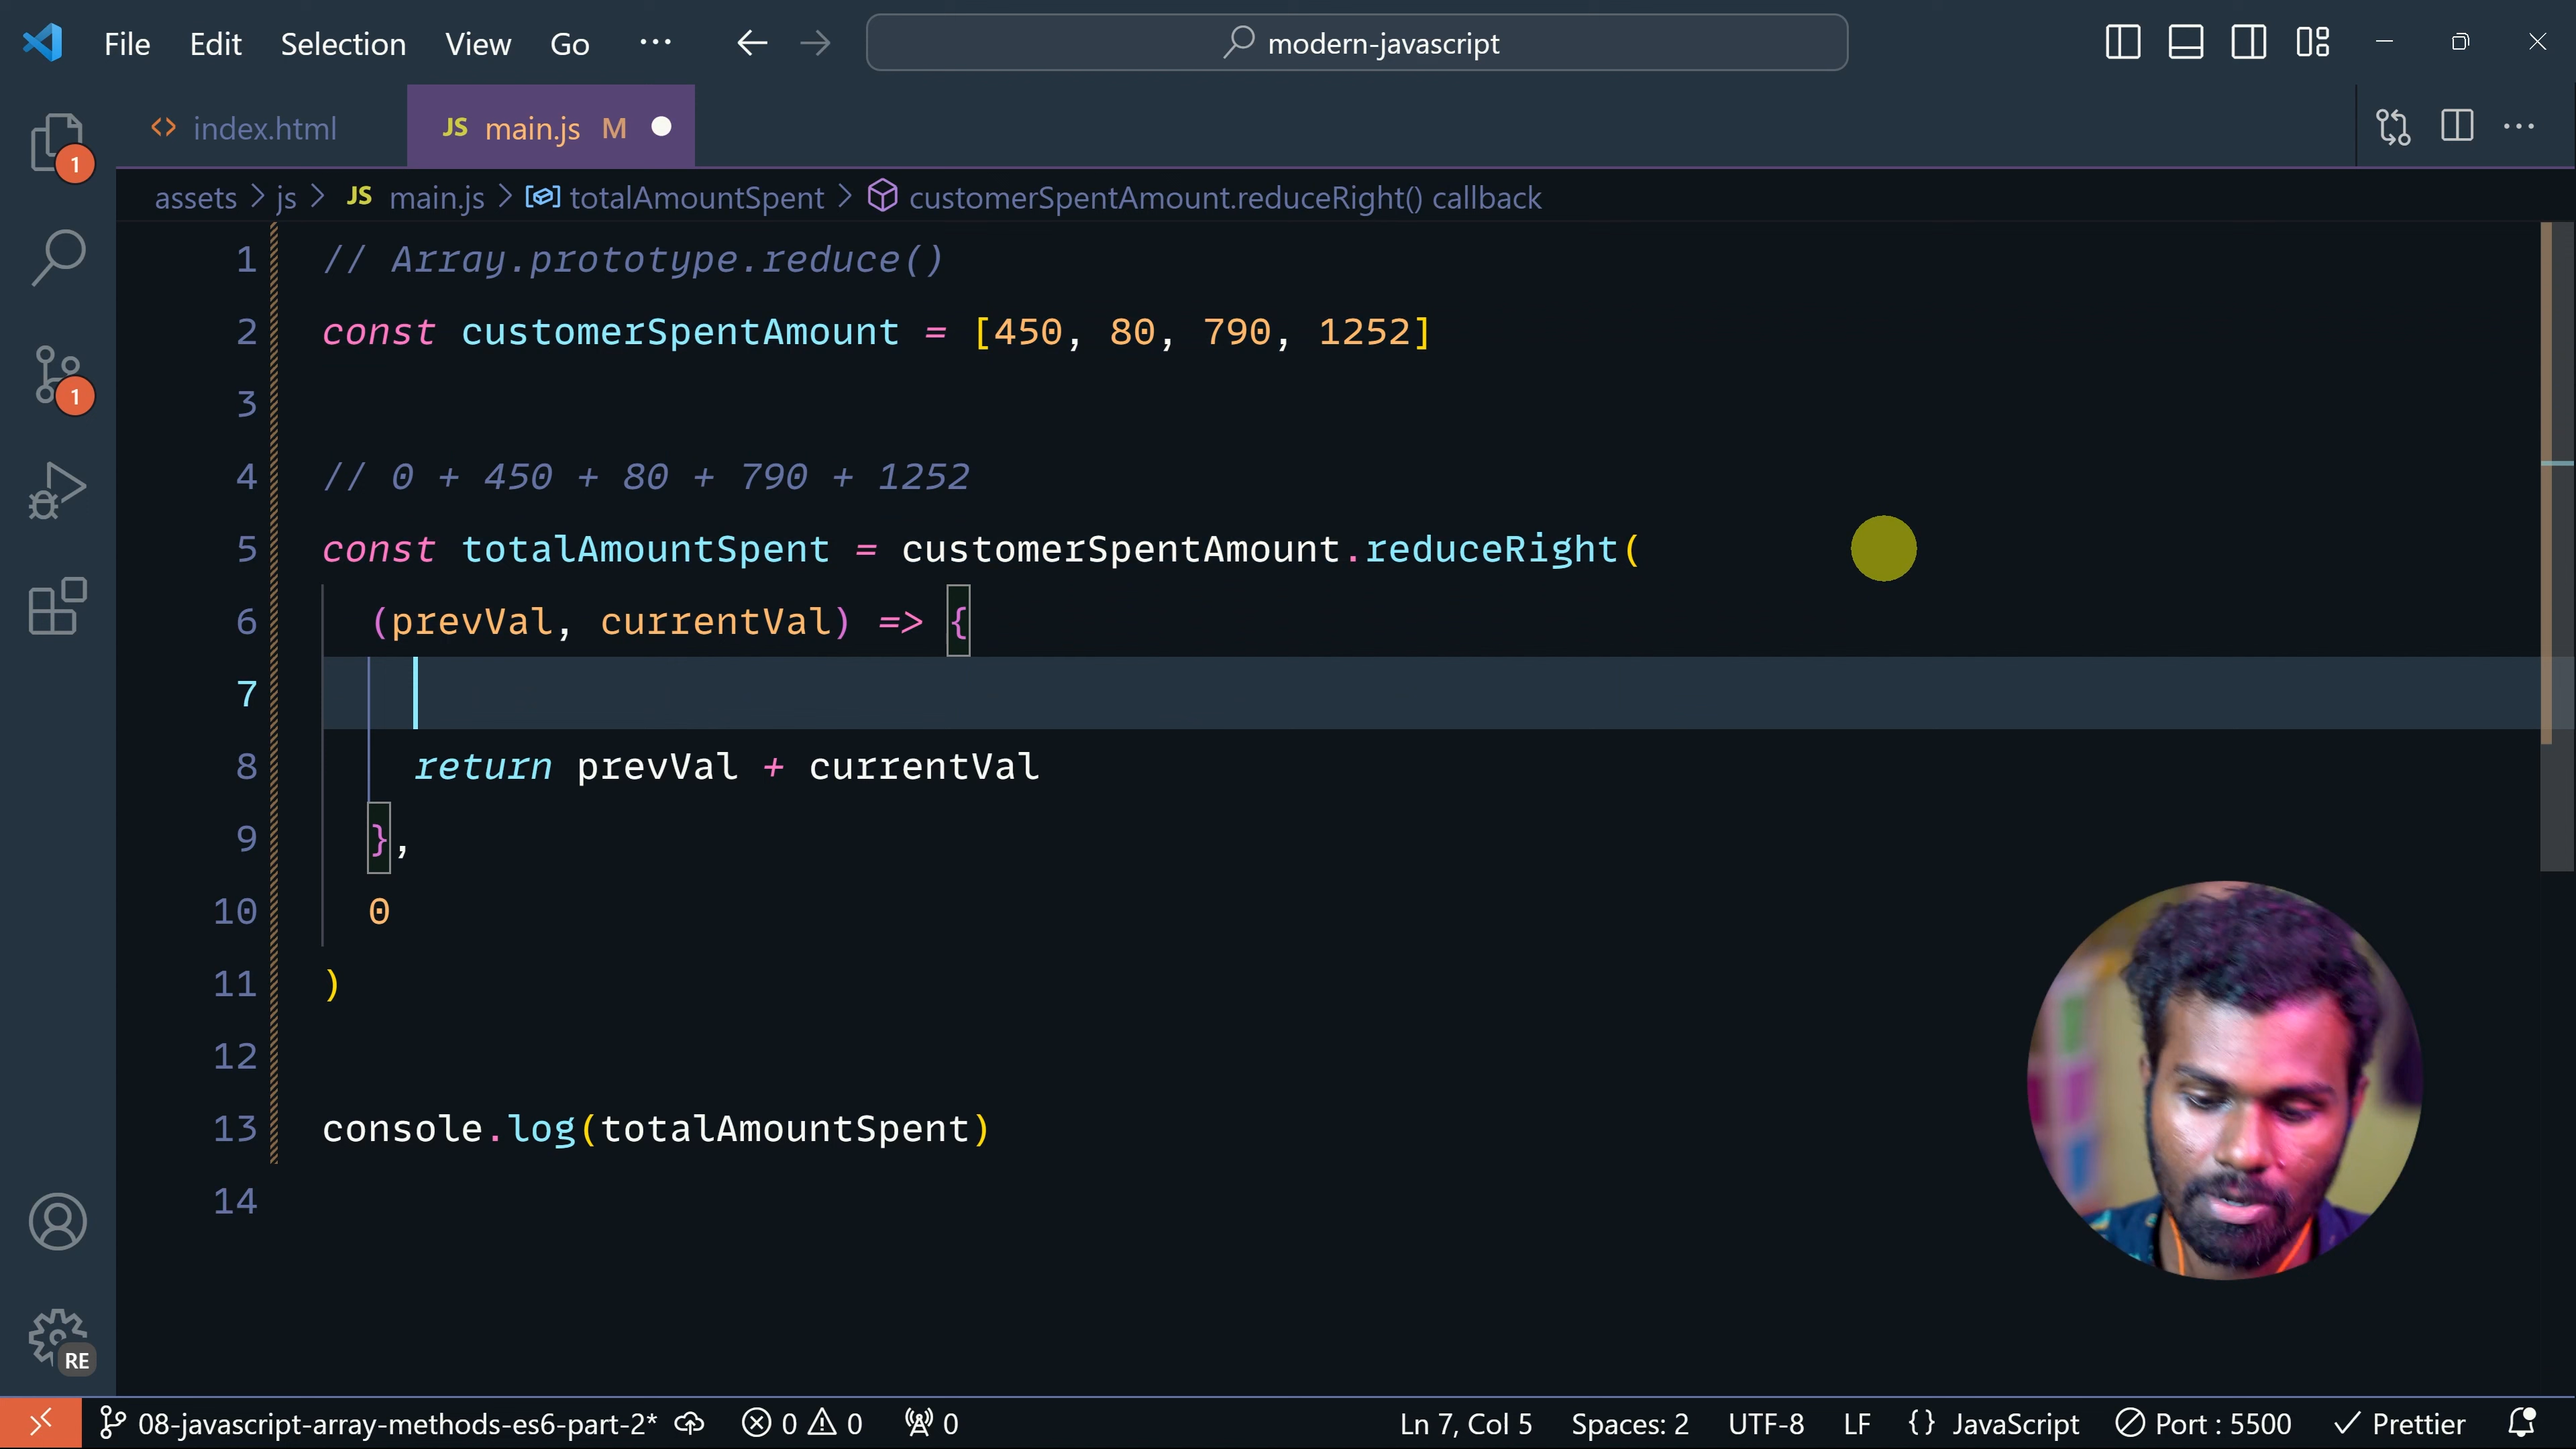 File Edit Selection View Go ··· modern-javascript
1
1
RE
index.html JS main.js M
assets > js > JS main.js > totalAmountSpent > customerSpentAmount.reduceRight() callback
1 // Array.prototype.reduce()
2 const customerSpentAmount = [450, 80, 790, 1252]
3
4 // 0 + 450 + 80 + 790 + 1252
5 const totalAmountSpent = customerSpentAmount.reduceRight(
6 (prevVal, currentVal) => {
7
8 return prevVal + currentVal
9 },
10 0
11 )
12
13 console.log(totalAmountSpent)
14
08-javascript-array-methods-es6-part-2* 0 0 0 Ln 7, Col 5 Spaces: 2 UTF-8 LF {} JavaScript Port : 5500 Prettier